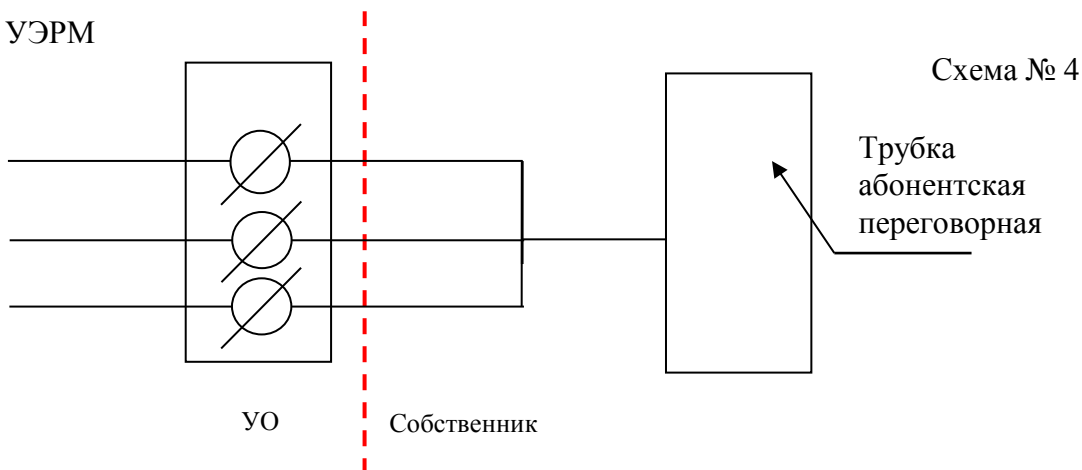 УЭРМ
Схема № 4
Трубка
абонентская
переговорная
УО
Собственник